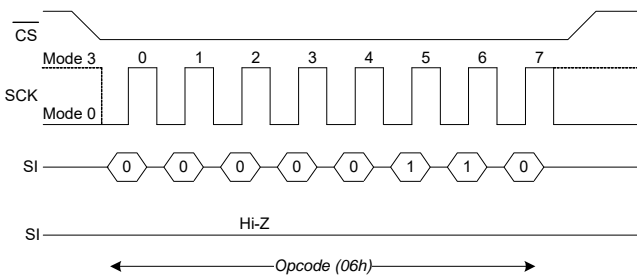 CS
Mode 3 0 1 2 3 4 5 6 7
SCK
Mode 0
SI 0 0 0 0 0 1 1 0
Hi-Z
SI
Opcode (06h)